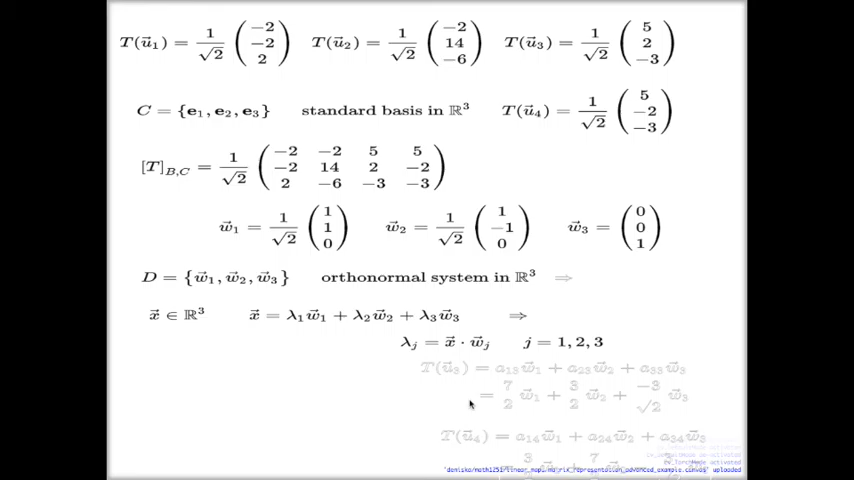 T(u⃗₁) = 1/√2 (−2 −2 2) T(u⃗₂) = 1/√2 (−2 14 −6) T(u⃗₃) = 1/√2 (5 2 −3)
C = {e₁, e₂, e₃} standard basis in ℝ³ T(u⃗₄) = 1/√2 (5 −2 −3)
[T]_{B,C} = 1/√2 (−2 −2 5 5
−2 14 2 −2
2 −6 −3 −3)
w⃗₁ = 1/√2 (1 1 0) w⃗₂ = 1/√2 (1 −1 0) w⃗₃ = (0 0 1)
D = {w⃗₁, w⃗₂, w⃗₃} orthonormal system in ℝ³ ⇒
x⃗ ∈ ℝ³ x⃗ = λ₁w⃗₁ + λ₂w⃗₂ + λ₃w⃗₃ ⇒
λⱼ = x⃗ · w⃗ⱼ j = 1, 2, 3
T(u⃗₃) = a₁₃w⃗₁ + a₂₃w⃗₂ + a₃₃w⃗₃
= 7/2 w⃗₁ + 3/2 w⃗₂ + −3/√2 w⃗₃
T(u⃗₄) = a₁₄w⃗₁ + a₂₄w⃗₂ + a₃₄w⃗₃